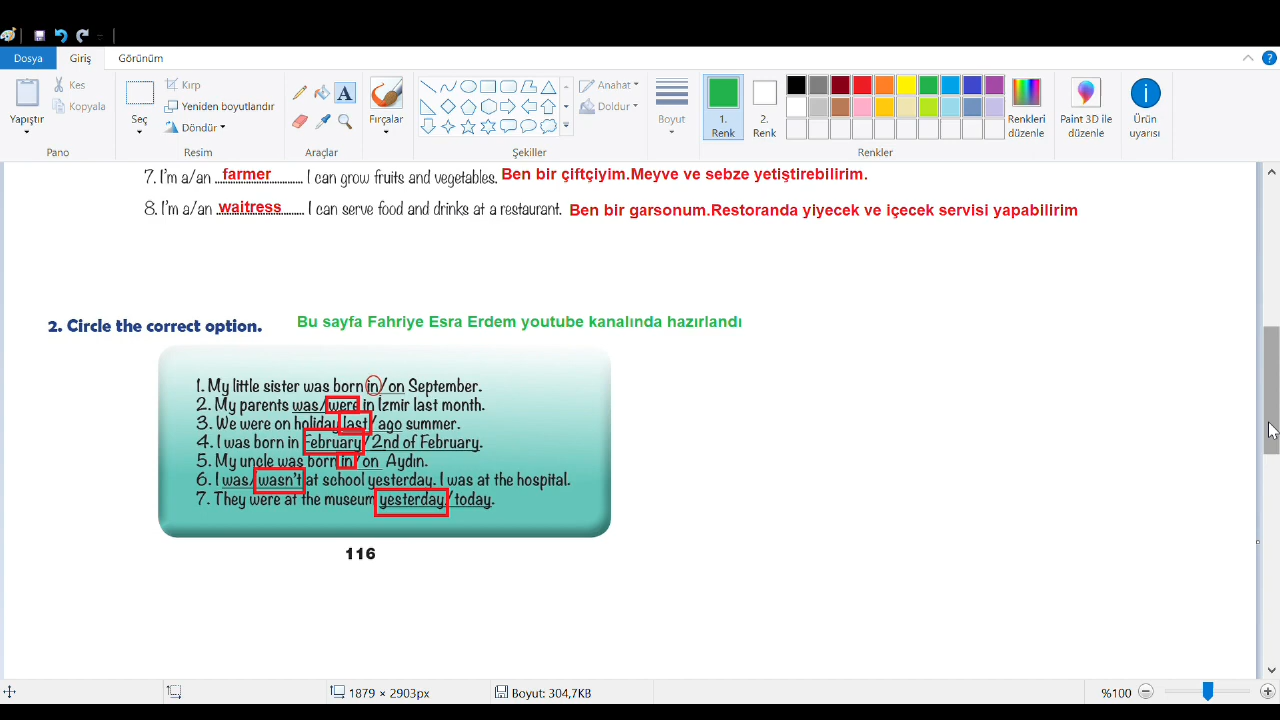 Dosya Giriş Görünüm
Yapıştır
Kes
Kopyala
Pano
Seç
Kırp
Yeniden boyutlandır
Döndür
Resim
A
Araçlar
Fırçalar
Anahat
Doldur
Şekiller
Boyut
1. Renk
2. Renk
Renkleri düzenle
Renkler
Paint 3D ile düzenle
Ürün uyarısı
7. I'm a/an farmer I can grow fruits and vegetables. Ben bir çiftçiyim.Meyve ve sebze yetiştirebilirim.
8. I'm a/an waitress I can serve food and drinks at a restaurant. Ben bir garsonum.Restoranda yiyecek ve içecek servisi yapabilirim
2. Circle the correct option. Bu sayfa Fahriye Esra Erdem youtube kanalında hazırlandı
1. My little sister was born in/on September.
2. My parents was/were in İzmir last month.
3. We were on holiday last/ago summer.
4. I was born in February/2nd of February.
5. My uncle was born in/on Aydın.
6. I was/wasn't at school yesterday. I was at the hospital.
7. They were at the museum yesterday/today.
116
1879 × 2903px Boyut: 304,7KB %100